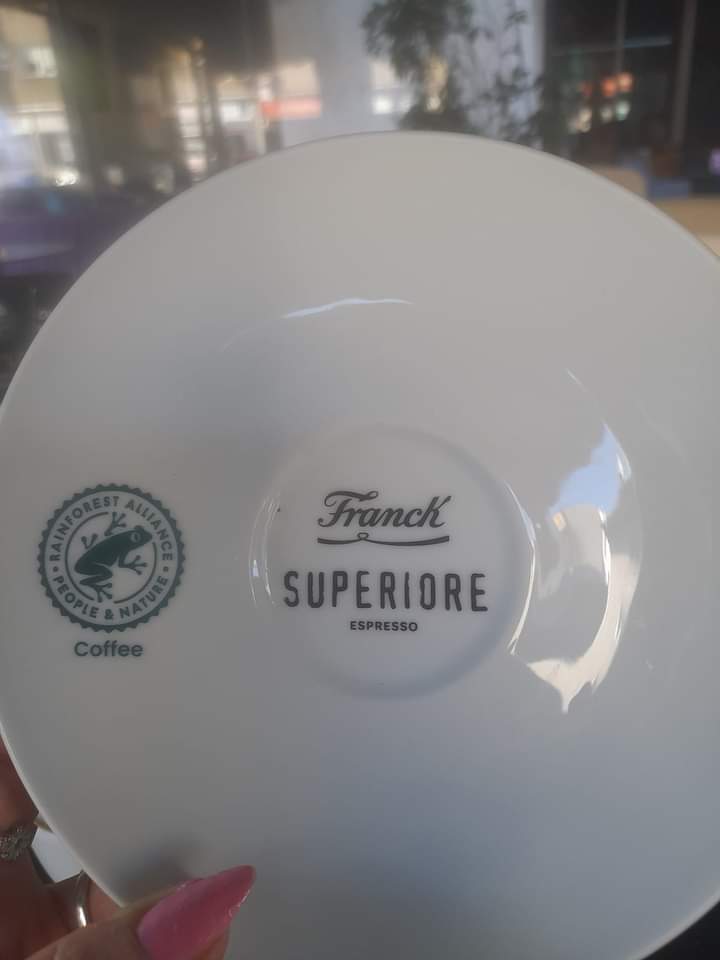 RAINFOREST ALLIANCE
PEOPLE & NATURE
Coffee
Franck
SUPERIORE
ESPRESSO